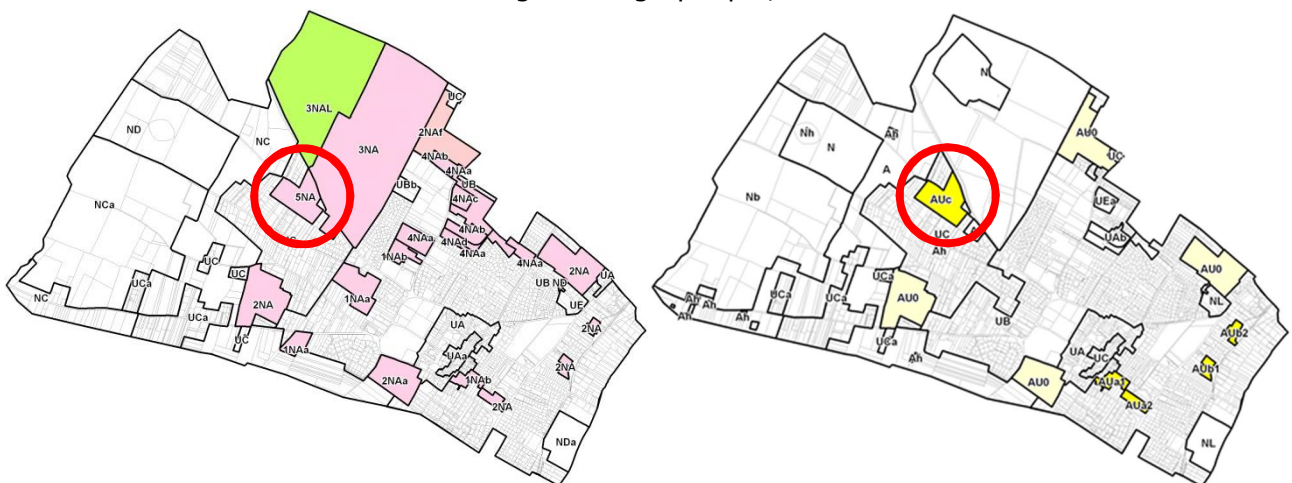 UC
3NAL
2NAf
ND
NC
3NA
4NAb
4NAa
UBb
UB
5NA
4NAc
NCa
4NAb
4NAa
4NAd
1NAb
4NAa
4NAa
2NA
UC
UC
UCa
UB
ND
UA
NC
2NA
1NAa
UE
UCa
UA
2NA
UC
1NAa
UAa
2NA
2NAa
1NAb
2NA
NDa
N
Nh
Ah
AU0
N
UC
A
AUc
UEa
Nb
UC
UAb
Ah
UCa
AU0
AU0
Ah
UCa
UCa
NL
Ah
Ah
Ah
UB
AUb2
UCa
UA
UC
Ah
AUb1
AU0
AUa1
AUa2
NL